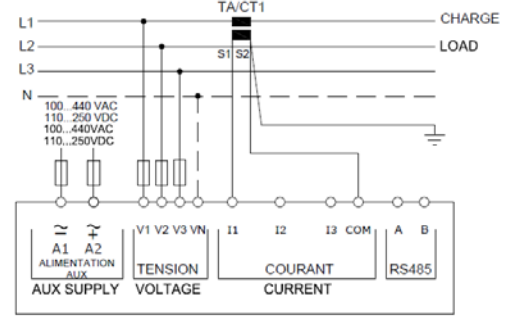 TA/CT1
L1
CHARGE
L2
LOAD
S1 S2
L3
N
100...440 VAC
110...250 VDC
100...440VAC
110...250VDC
V1 V2 V3 VN I1 I2 I3 COM A B
A1 A2
ALIMENTATION
AUX
TENSION
COURANT
RS485
AUX SUPPLY
VOLTAGE
CURRENT